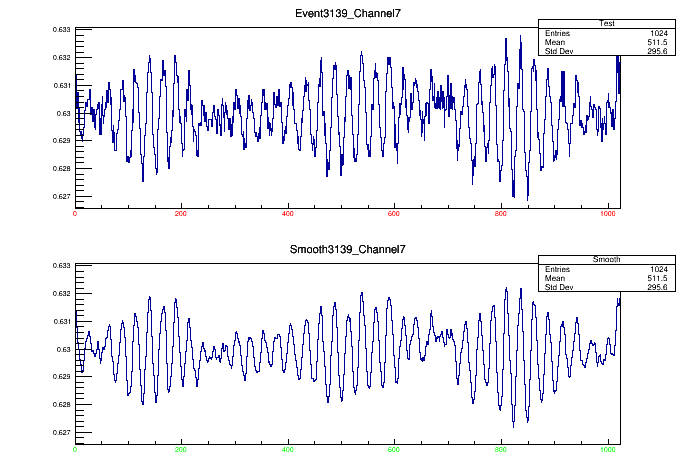 Event3139_Channel7
Test
Entries 1024
Mean 511.5
Std Dev 295.6
0.633
0.632
0.631
0.63
0.629
0.628
0.627
0 200 400 600 800 1000
Smooth3139_Channel7
Smooth
Entries 1024
Mean 511.5
Std Dev 295.6
0.633
0.632
0.631
0.63
0.629
0.628
0.627
0 200 400 600 800 1000